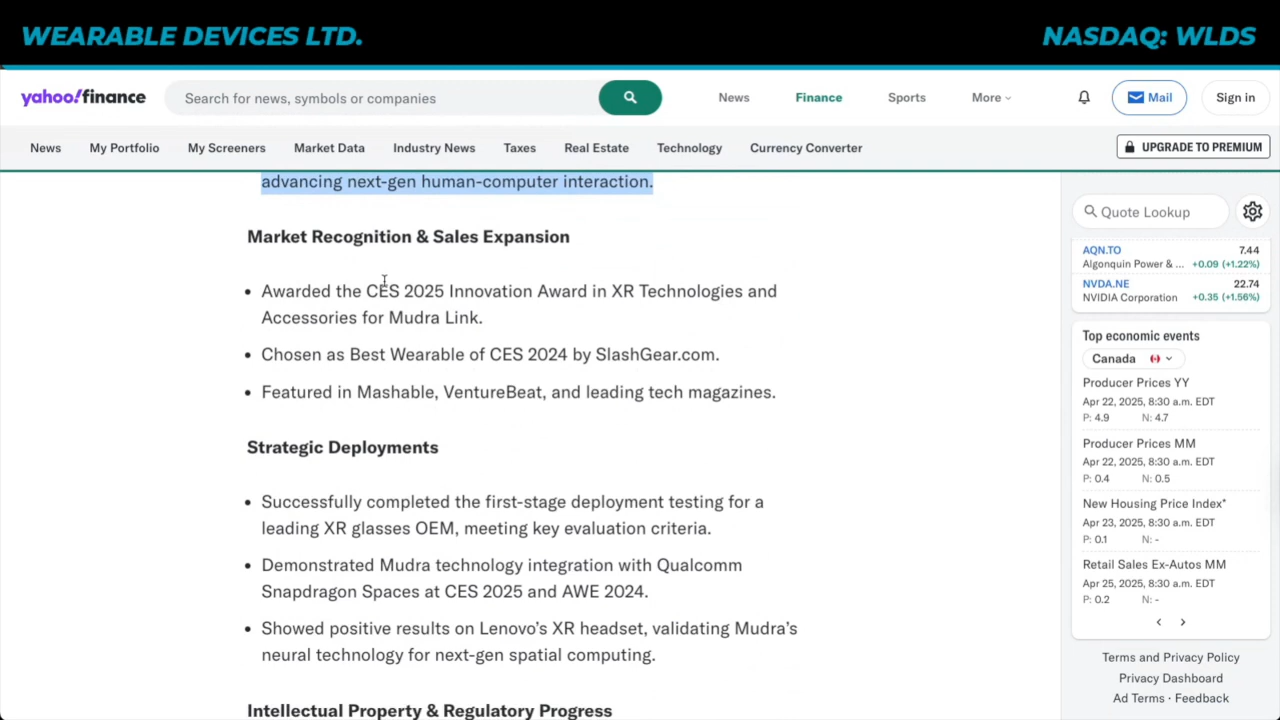 WEARABLE DEVICES LTD.
NASDAQ: WLDS
yahoo!finance
Search for news, symbols or companies
News
Finance
Sports
More
Mail
Sign in
News
My Portfolio
My Screeners
Market Data
Industry News
Taxes
Real Estate
Technology
Currency Converter
UPGRADE TO PREMIUM
advancing next-gen human-computer interaction.
Market Recognition & Sales Expansion
• Awarded the CES 2025 Innovation Award in XR Technologies and
Accessories for Mudra Link.
• Chosen as Best Wearable of CES 2024 by SlashGear.com.
• Featured in Mashable, VentureBeat, and leading tech magazines.
Strategic Deployments
• Successfully completed the first-stage deployment testing for a
leading XR glasses OEM, meeting key evaluation criteria.
• Demonstrated Mudra technology integration with Qualcomm
Snapdragon Spaces at CES 2025 and AWE 2024.
• Showed positive results on Lenovo’s XR headset, validating Mudra’s
neural technology for next-gen spatial computing.
Intellectual Property & Regulatory Progress
Quote Lookup
AQN.TO 7.44
Algonquin Power & ... +0.09 (+1.22%)
NVDA.NE 22.74
NVIDIA Corporation +0.35 (+1.56%)
Top economic events
Canada
Producer Prices YY
Apr 22, 2025, 8:30 a.m. EDT
P: 4.9 N: 4.7
Producer Prices MM
Apr 22, 2025, 8:30 a.m. EDT
P: 0.4 N: 0.5
New Housing Price Index*
Apr 23, 2025, 8:30 a.m. EDT
P: 0.1 N: -
Retail Sales Ex-Autos MM
Apr 25, 2025, 8:30 a.m. EDT
P: 0.2 N: -
Terms and Privacy Policy
Privacy Dashboard
Ad Terms · Feedback